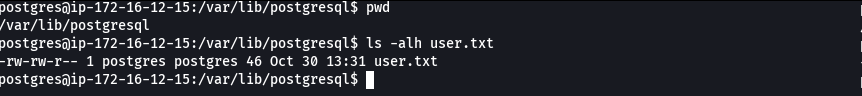 postgres@ip-172-16-12-15:/var/lib/postgresql$ pwd
/var/lib/postgresql
postgres@ip-172-16-12-15:/var/lib/postgresql$ ls -alh user.txt
-rw-rw-r-- 1 postgres postgres 46 Oct 30 13:31 user.txt
postgres@ip-172-16-12-15:/var/lib/postgresql$